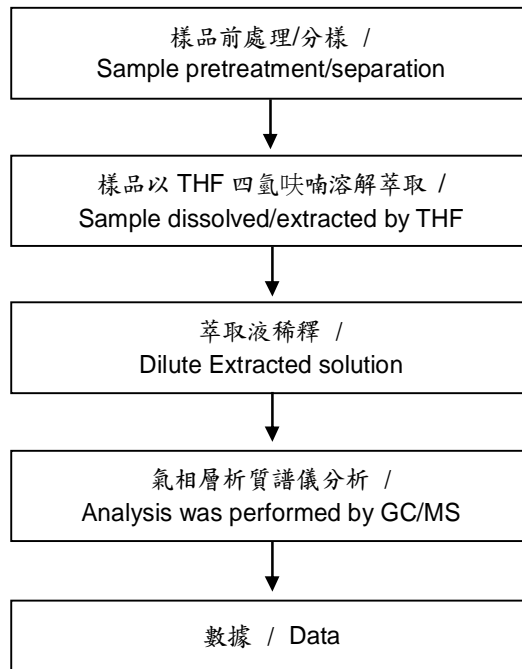 樣品前處理/分樣 /
Sample pretreatment/separation
樣品以 THF 四氫呋喃溶解萃取 /
Sample dissolved/extracted by THF
萃取液稀釋 /
Dilute Extracted solution
氣相層析質譜儀分析 /
Analysis was performed by GC/MS
數據 / Data